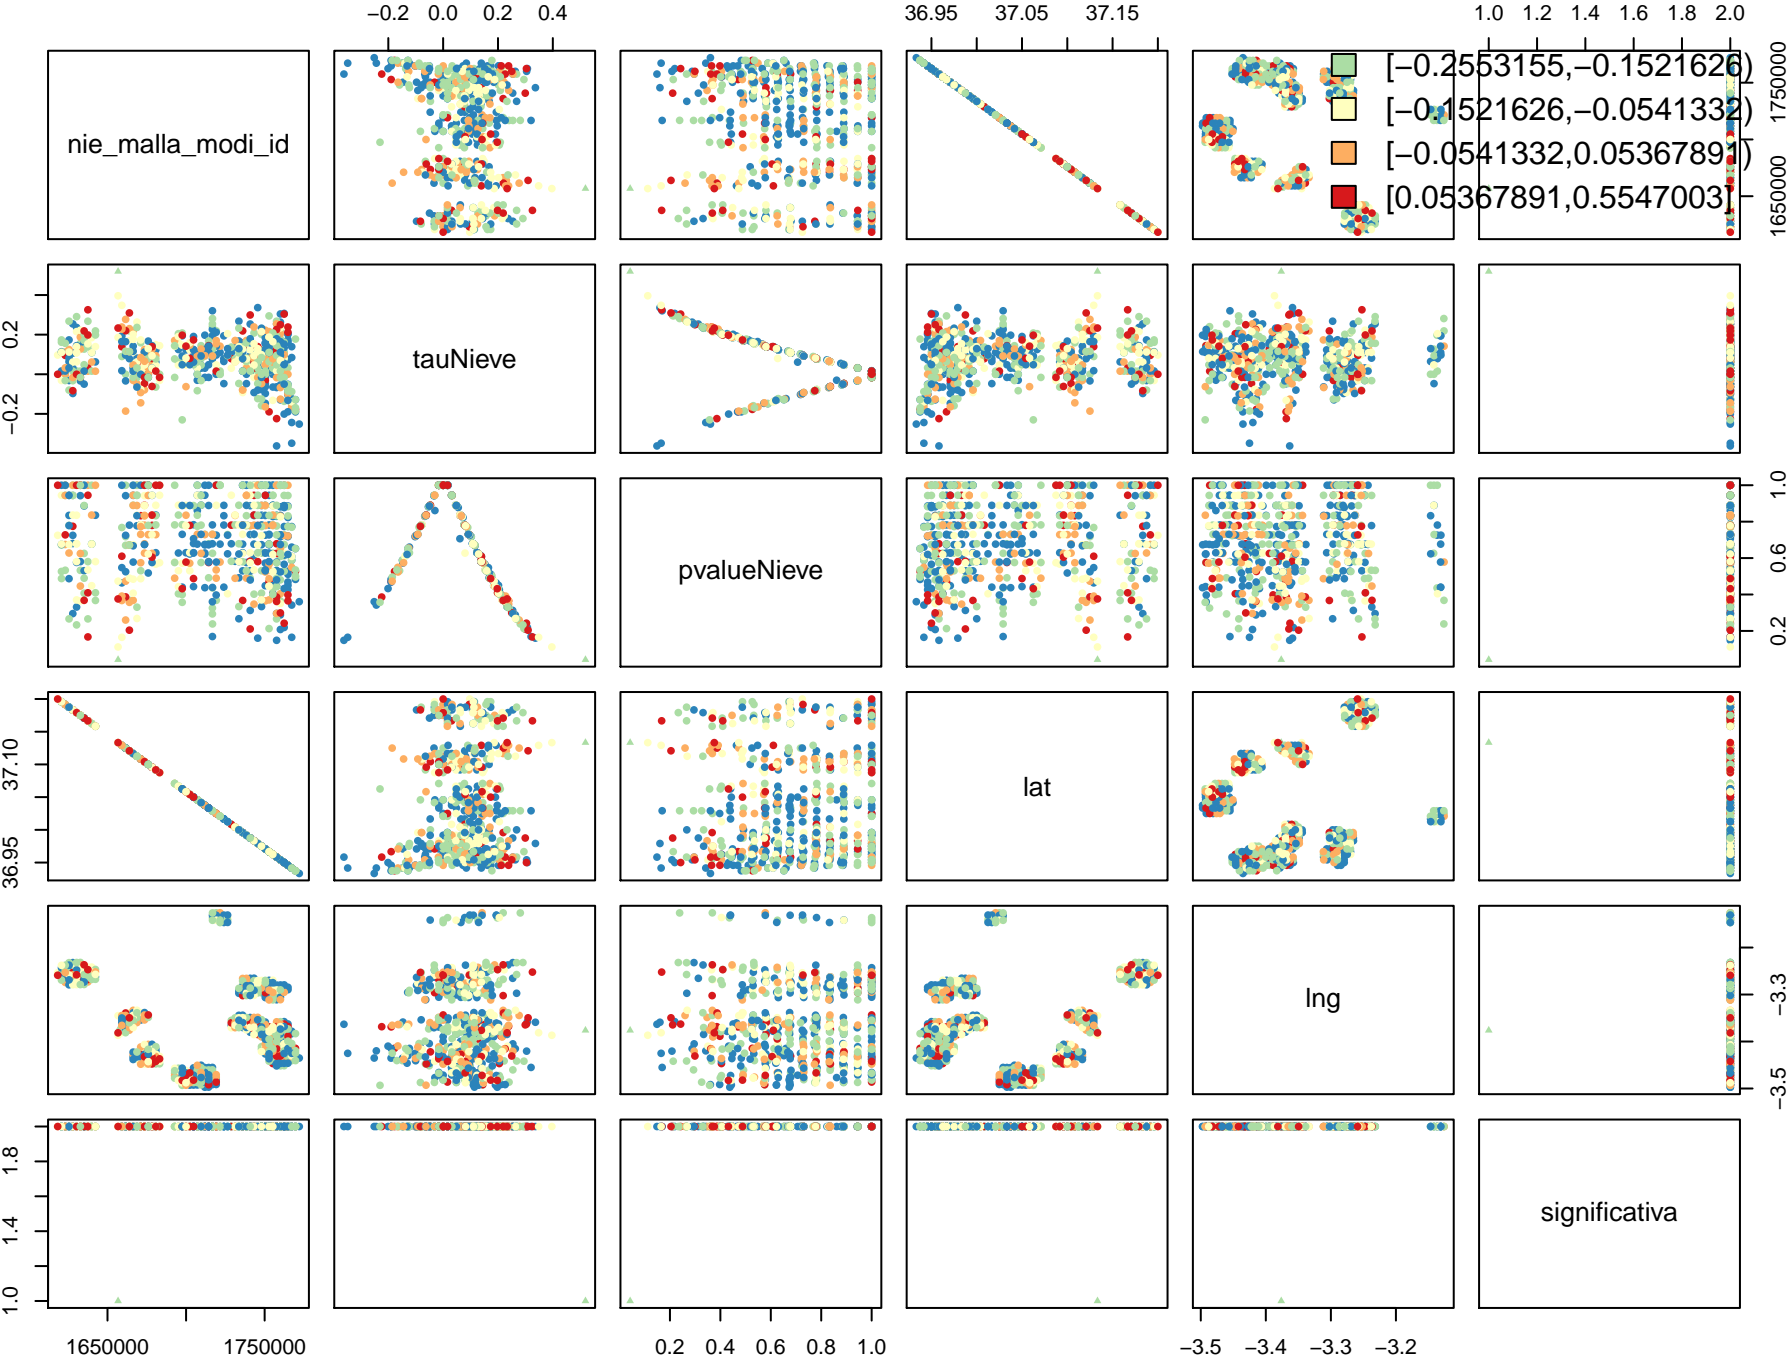 −0.2 0.0 0.2 0.4
36.95 37.05 37.15
1.0 1.2 1.4 1.6 1.8 2.0
nie_malla_modi_id
[−0.2553155,−0.1521626)
[−0.1521626,−0.0541332)
[−0.0541332,0.05367891)
[0.05367891,0.5547003]
1650000 1750000
−0.2 0.2
tauNieve
pvalueNieve
0.2 0.6 1.0
36.95 37.10
lat
lng
−3.5 −3.3
1.0 1.4 1.8
significativa
1650000 1750000
0.2 0.4 0.6 0.8 1.0
−3.5 −3.4 −3.3 −3.2